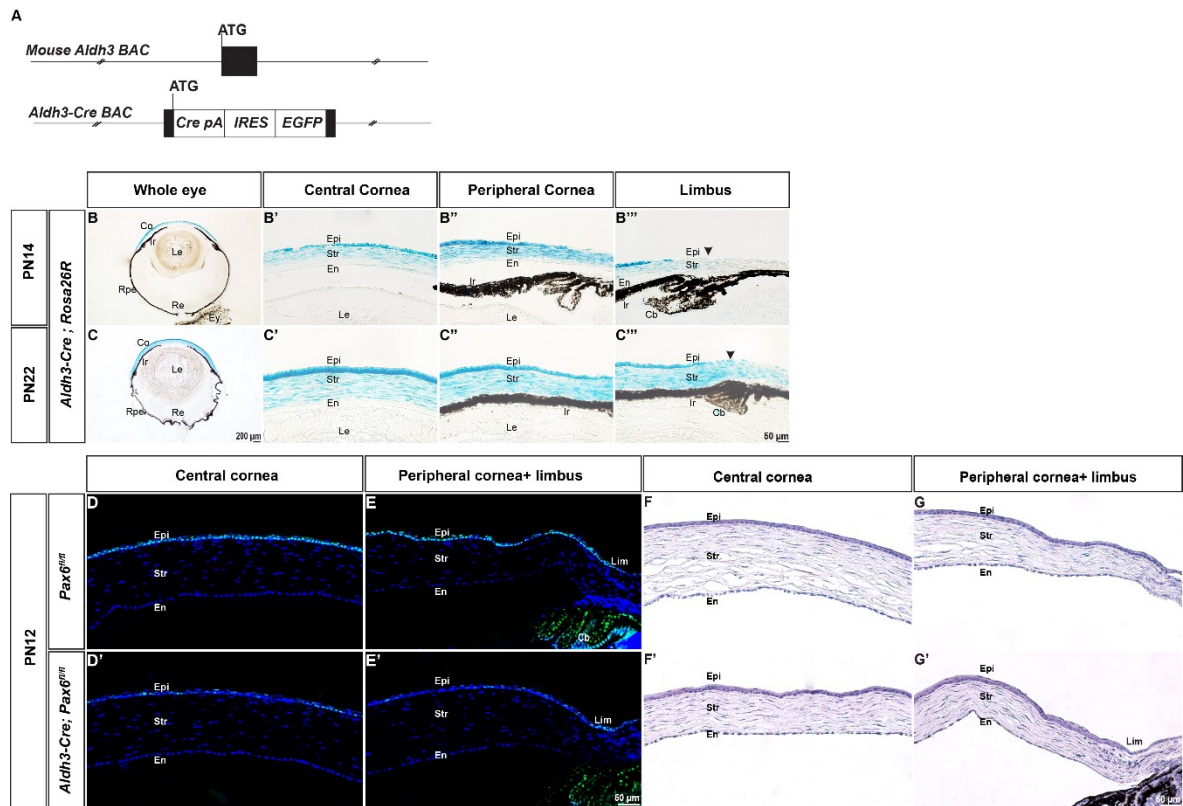 A
ATG
Mouse Aldh3 BAC
ATG
Aldh3-Cre BAC
Cre pA IRES EGFP
Whole eye Central Cornea Peripheral Cornea Limbus
PN14
PN22
Aldh3-Cre ; Rosa26R
B Co Ir Le Rpe Re Ey
B' Epi Str En Le
B'' Epi Str En Ir Le
B''' Epi Str En Ir Cb
C Co Ir Le Rpe Re 200 µm
C' Epi Str En Le
C'' Epi Str Ir Le
C''' Epi Str Ir Cb 50 µm
Central cornea Peripheral cornea+ limbus Central cornea Peripheral cornea+ limbus
PN12
Pax6fl/fl
D Epi Str En
E Epi Str En Lim Cb
F Epi Str En
G Epi Str En
Aldh3-Cre; Pax6fl/fl
D' Epi Str En
E' Epi Str En Lim 50 µm
F' Epi Str En
G' Epi Str En Lim 50 µm